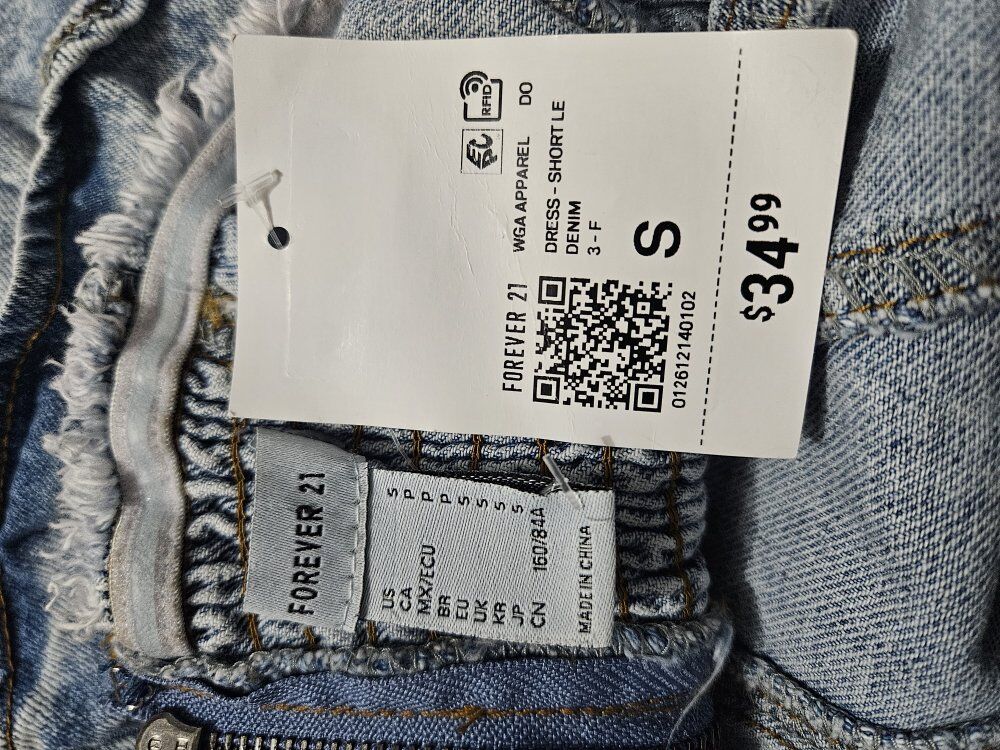 RFID
EPC
WGA APPAREL DO
DRESS - SHORT LE
DENIM
3 - F
FOREVER 21
S
012612140102
$34.99
FOREVER 21
US S
CA P
MX/ECU P
BR P
EU S
UK S
KR S
JP S
CN 160/84A
MADE IN CHINA